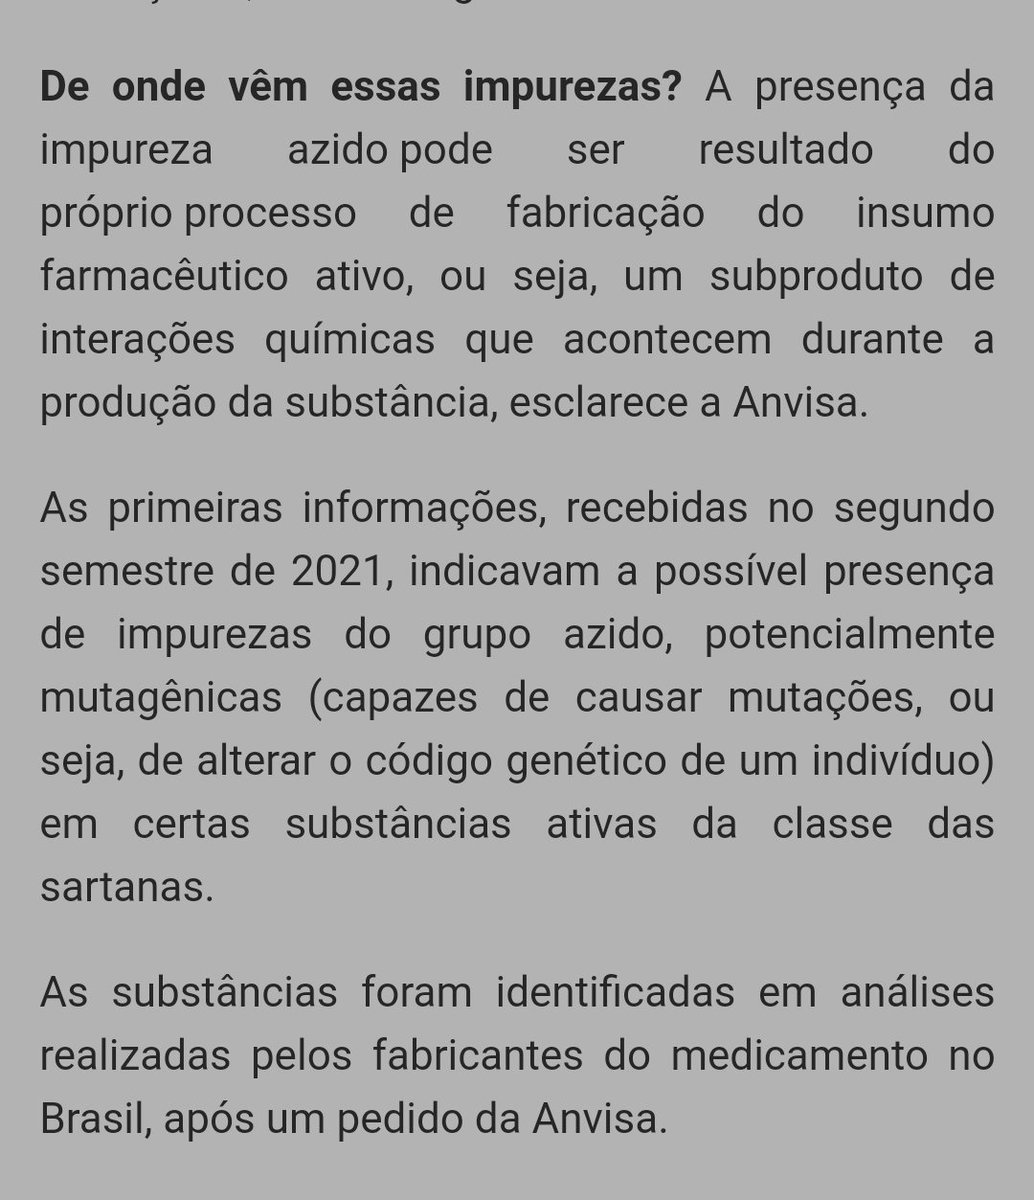 De onde vêm essas impurezas? A presença da
impureza azido pode ser resultado do
próprio processo de fabricação do insumo
farmacêutico ativo, ou seja, um subproduto de
interações químicas que acontecem durante a
produção da substância, esclarece a Anvisa.
As primeiras informações, recebidas no segundo
semestre de 2021, indicavam a possível presença
de impurezas do grupo azido, potencialmente
mutagênicas (capazes de causar mutações, ou
seja, de alterar o código genético de um indivíduo)
em certas substâncias ativas da classe das
sartanas.
As substâncias foram identificadas em análises
realizadas pelos fabricantes do medicamento no
Brasil, após um pedido da Anvisa.